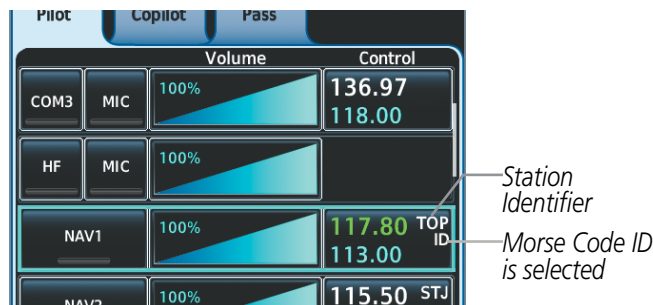 Pilot Copilot Pass
Volume Control
COM3 MIC 100% 136.97
118.00
HF MIC 100%
NAV1 100% 117.80 TOP
ID
113.00
NAV2 100% 115.50 STJ
Station
Identifier
Morse Code ID
is selected